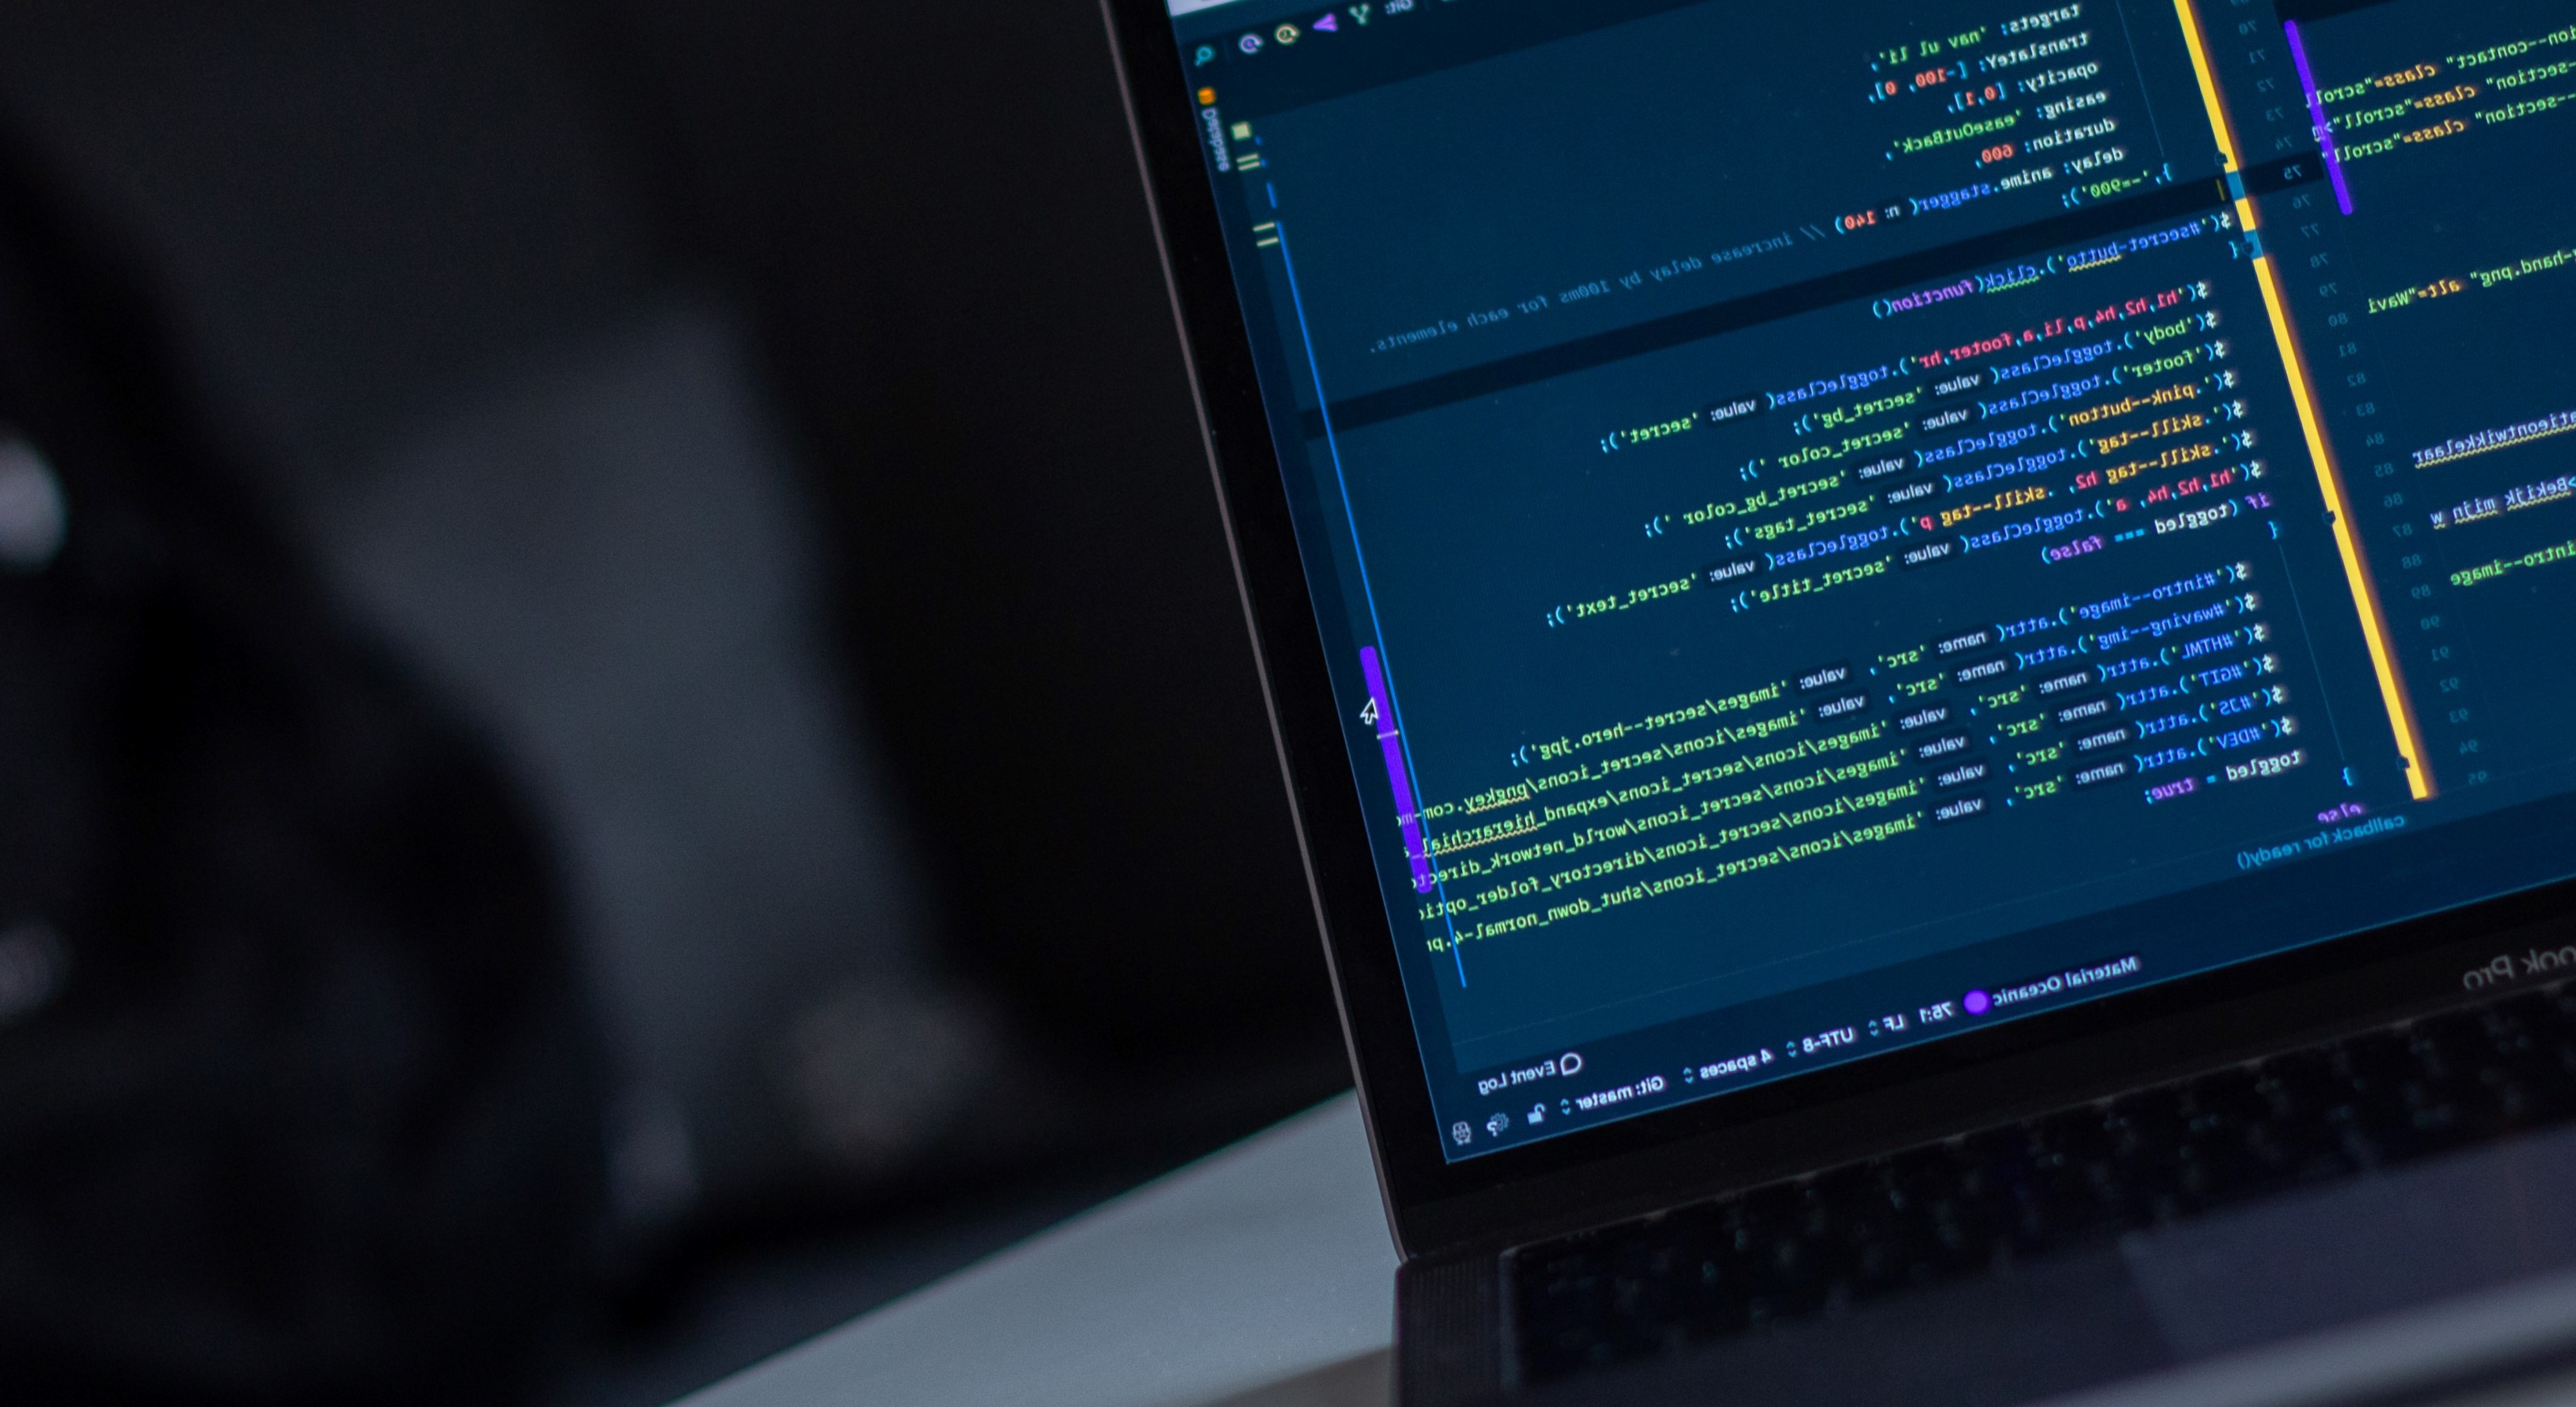 Git:
Database
targets: 'nav ul li',
translateY: [-100, 0],
opacity: [0,1],
easing: 'easeOutBack',
duration: 600,
delay: anime.stagger( n: 140) // increase delay by 100ms for each elements.
},'-=900');
$('#secret-butto').click(function()
{
$('h1,h2,h4,p,li,a,footer,hr').toggleClass( value: 'secret');
$('body').toggleClass( value: 'secret_bg');
$('footer').toggleClass( value: 'secret_color ');
$('.pink--button').toggleClass( value: 'secret_bg_color ');
$('.skill--tag').toggleClass( value: 'secret_tags');
$('.skill--tag h2, .skill--tag p').toggleClass( value: 'secret_text');
$('h1,h2,h4, a').toggleClass( value: 'secret_title');
if (toggled === false)
{
$('#intro--image').attr( name: 'src', value: 'images/secret--hero.jpg');
$('#waving--img').attr( name: 'src', value: 'images/icons/secret_icons/pngkey.com-m
$('#HTML').attr( name: 'src', value: 'images/icons/secret_icons/expand_hierarchial_
$('#GIT').attr( name: 'src', value: 'images/icons/secret_icons/world_network_direct
$('#JS').attr( name: 'src', value: 'images/icons/secret_icons/directory_folder_opti
$('#DEV').attr( name: 'src', value: 'images/icons/secret_icons/shut_down_normal-4.p
toggled = true;
}
else
callback for ready()
70
71
72
73
74
75
76
77
78
79
80
81
82
83
84
85
86
87
88
89
90
91
92
93
94
95
ion--contact" class="scroll
section" class="scroll">m
--section" class="scroll"
r-hand.png" alt="Wavi
atieontwikkelaar
>Bekijk mijn w
intro--image
Material Oceanic
75:1 LF UTF-8 4 spaces Git: master
Event Log
ook Pro